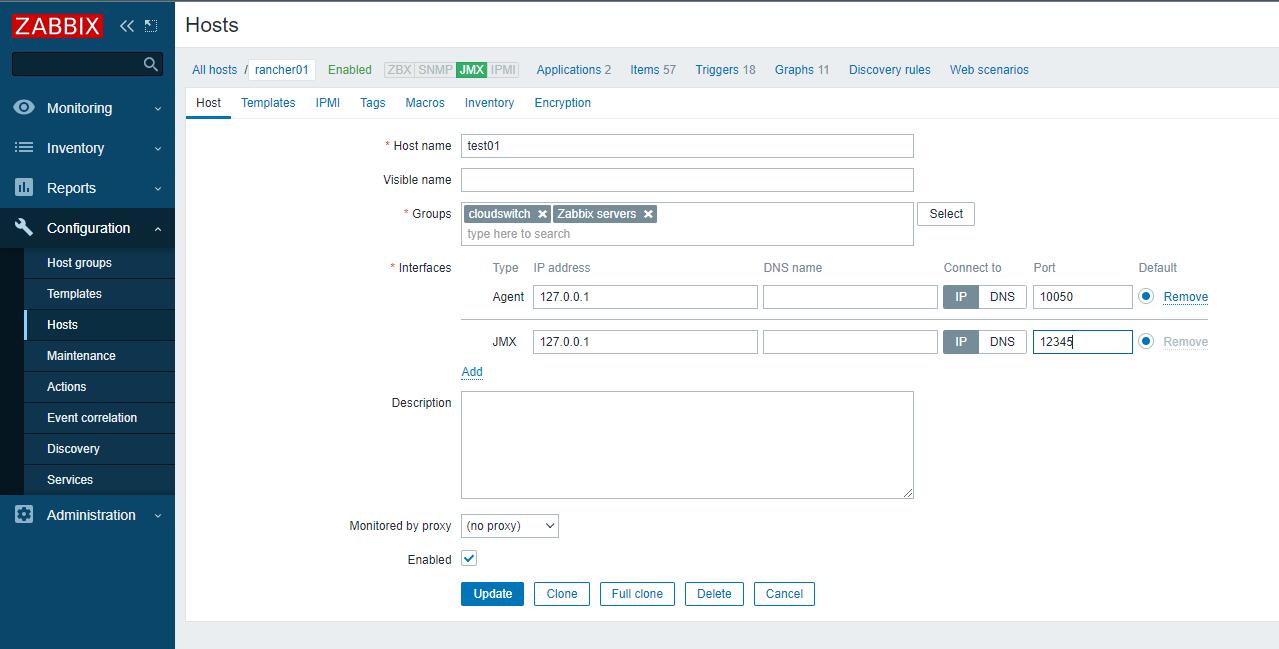 ZABBIX
Hosts
All hosts / rancher01 Enabled ZBX SNMP JMX IPMI Applications 2 Items 57 Triggers 18 Graphs 11 Discovery rules Web scenarios
Host Templates IPMI Tags Macros Inventory Encryption
Monitoring
Inventory
Reports
Configuration
Host groups
Templates
Hosts
Maintenance
Actions
Event correlation
Discovery
Services
Administration
* Host name test01
Visible name
* Groups cloudswitch Zabbix servers Select
type here to search
* Interfaces Type IP address DNS name Connect to Port Default
Agent 127.0.0.1 IP DNS 10050 Remove
JMX 127.0.0.1 IP DNS 12345 Remove
Add
Description
Monitored by proxy (no proxy)
Enabled
Update Clone Full clone Delete Cancel